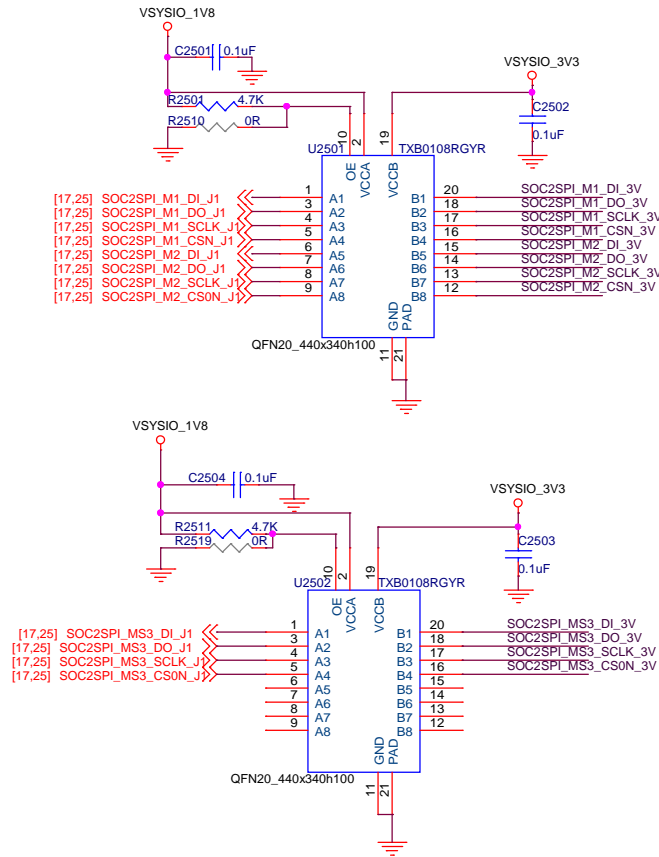 VSYSIO_1V8
C2501 0.1uF
VSYSIO_3V3
R2501 4.7K
C2502
R2510 0R
0.1uF
10 2 19
U2501 TXB0108RGYR
OE VCCA VCCB
[17,25] SOC2SPI_M1_DI_J1 1 A1 B1 20 SOC2SPI_M1_DI_3V
[17,25] SOC2SPI_M1_DO_J1 3 A2 B2 18 SOC2SPI_M1_DO_3V
[17,25] SOC2SPI_M1_SCLK_J1 4 A3 B3 17 SOC2SPI_M1_SCLK_3V
[17,25] SOC2SPI_M1_CSN_J1 5 A4 B4 16 SOC2SPI_M1_CSN_3V
[17,25] SOC2SPI_M2_DI_J1 6 A5 B5 15 SOC2SPI_M2_DI_3V
[17,25] SOC2SPI_M2_DO_J1 7 A6 B6 14 SOC2SPI_M2_DO_3V
[17,25] SOC2SPI_M2_SCLK_J1 8 A7 B7 13 SOC2SPI_M2_SCLK_3V
[17,25] SOC2SPI_M2_CS0N_J1 9 A8 B8 12 SOC2SPI_M2_CSN_3V
GND PAD
QFN20_440x340h100 11 21
VSYSIO_1V8
C2504 0.1uF
VSYSIO_3V3
R2511 4.7K
R2519 0R
C2503
0.1uF
10 2 19
U2502 TXB0108RGYR
OE VCCA VCCB
[17,25] SOC2SPI_MS3_DI_J1 1 A1 B1 20 SOC2SPI_MS3_DI_3V
[17,25] SOC2SPI_MS3_DO_J1 3 A2 B2 18 SOC2SPI_MS3_DO_3V
[17,25] SOC2SPI_MS3_SCLK_J1 4 A3 B3 17 SOC2SPI_MS3_SCLK_3V
[17,25] SOC2SPI_MS3_CS0N_J1 5 A4 B4 16 SOC2SPI_MS3_CS0N_3V
6 A5 B5 15
7 A6 B6 14
8 A7 B7 13
9 A8 B8 12
GND PAD
QFN20_440x340h100 11 21